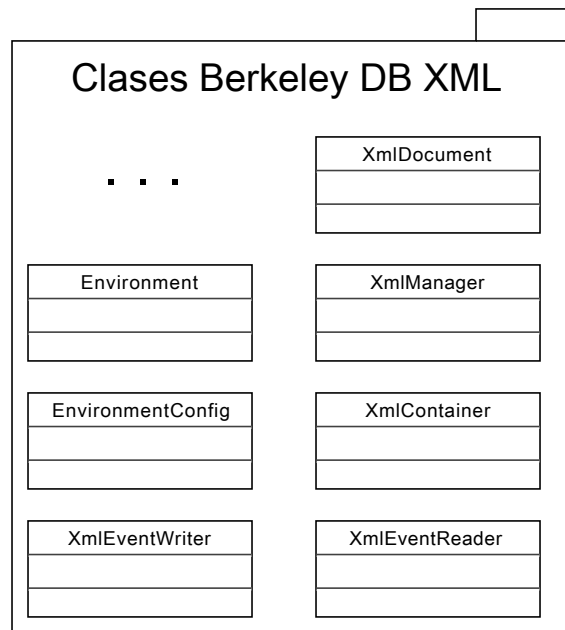 Clases Berkeley DB XML
. . .
XmlDocument
Environment
XmlManager
EnvironmentConfig
XmlContainer
XmlEventWriter
XmlEventReader